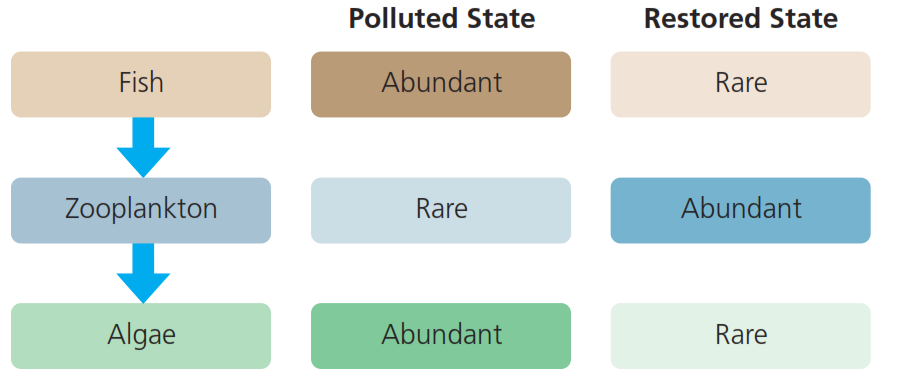 Polluted State Restored State
Fish Abundant Rare
Zooplankton Rare Abundant
Algae Abundant Rare